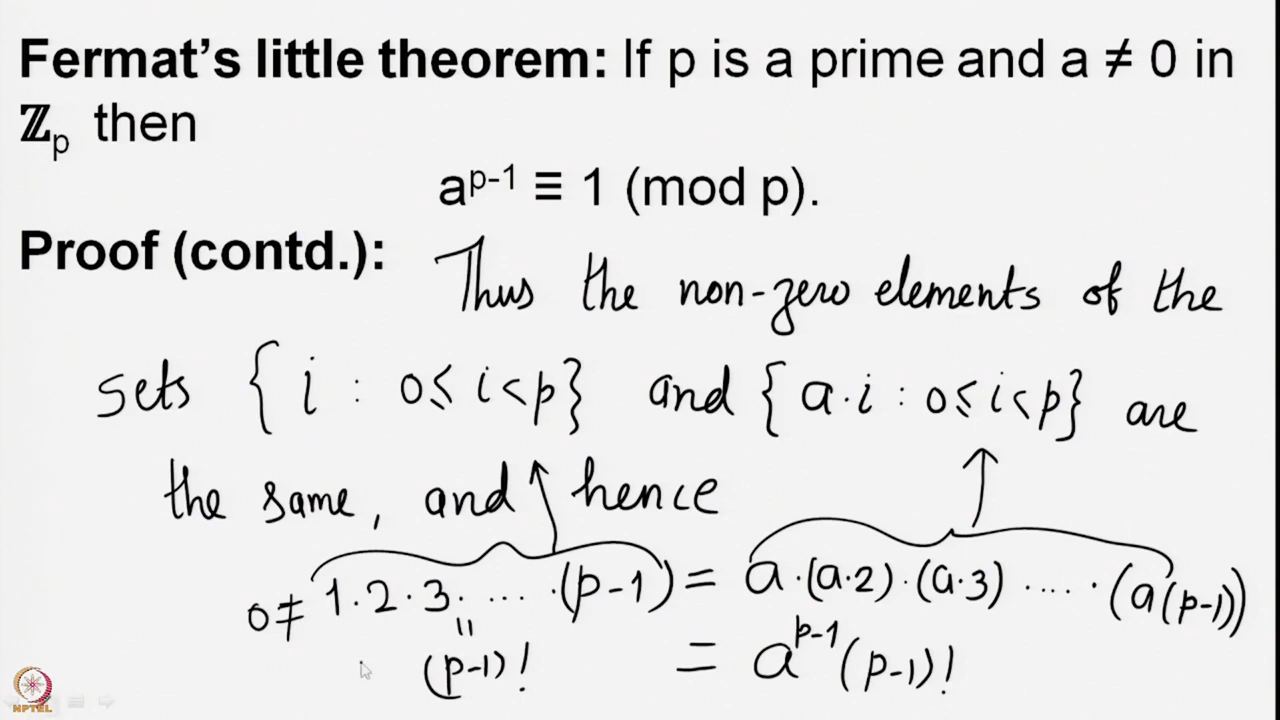 Fermat's little theorem: If p is a prime and a ≠ 0 in
ℤp then
a^p-1 ≡ 1 (mod p).
Proof (contd.): Thus the non-zero elements of the
sets { i : 0 ≤ i < p } and { a · i : 0 ≤ i < p } are
the same, and hence
0 ≠ 1 · 2 · 3 · .... · (p-1) = a · (a·2) · (a·3) ..... · (a(p-1))
"
(p-1)! = a^p-1 (p-1)!
NPTEL